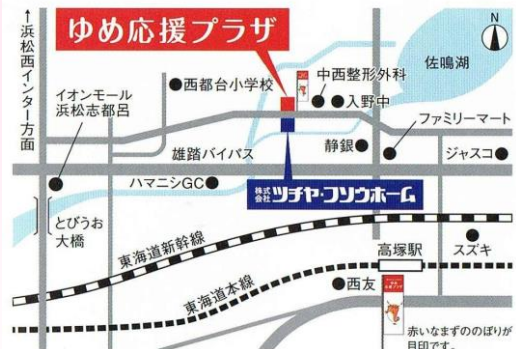 ←浜松西インター方面
ゆめ応援プラザ
N
佐鳴湖
西都台小学校
中西整形外科
入野中
イオンモール
浜松志都呂
ファミリーマート
雄踏バイパス
静銀
ジャスコ
ハマニシGC
株式会社
ツチヤ・フソウホーム
とびうお
大橋
東海道新幹線
高塚駅
スズキ
東海道本線
西友
赤いなまずののぼりが
目印です。